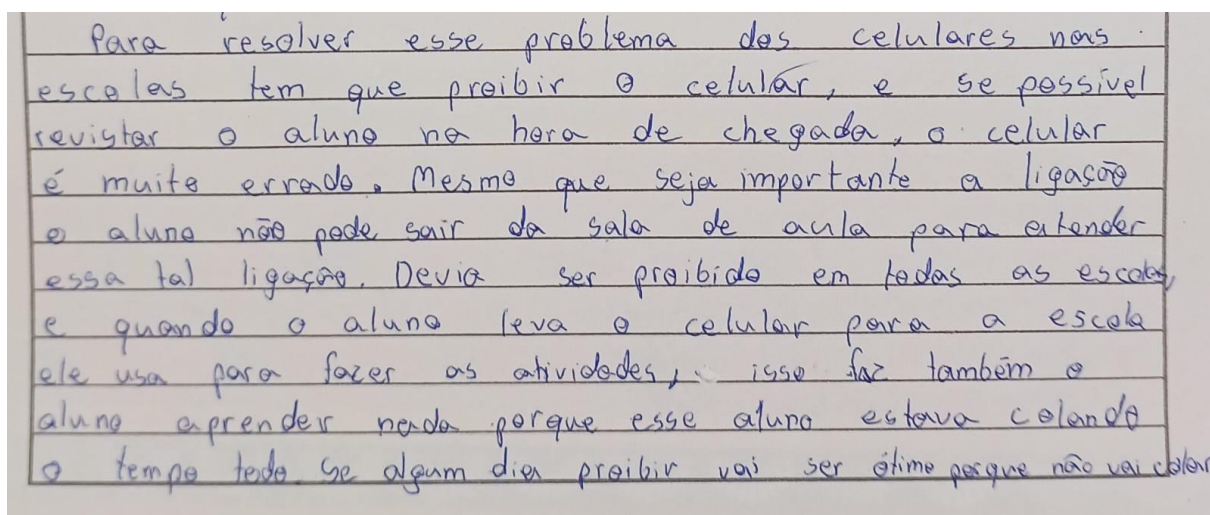 Para resolver esse problema dos celulares nas
escolas tem que proibir o celular, e se possível
revistar o aluno na hora de chegada, o celular
é muito errado. Mesmo que seja importante a ligação
o aluno não pode sair da sala de aula para atender
essa tal ligação. Devia ser proibido em todas as escolas,
e quando o aluno leva o celular para a escola
ele usa para fazer as atividades, isso faz também o
aluno aprender nada porque esse aluno estava colando
o tempo todo. Se algum dia proibir vai ser ótimo porque não vai colar